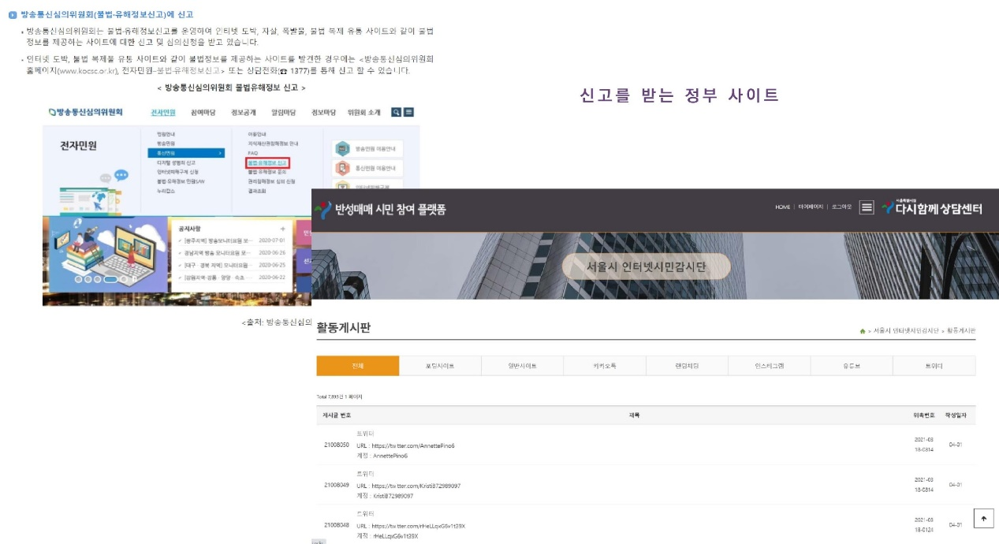 방송통신심의위원회(불법·유해정보신고)에 신고
• 방송통신심의위원회는 불법·유해정보신고를 운영하여 인터넷 도박, 자살, 폭발물, 불법 복제 유통 사이트와 같이 불법
정보를 제공하는 사이트에 대한 신고 및 심의신청을 받고 있습니다.
• 인터넷 도박, 불법 복제물 유통 사이트와 같이 불법정보를 제공하는 사이트를 발견한 경우에는 <방송통신심의위원회
홈페이지(www.kocsc.or.kr), 전자민원-불법·유해정보신고> 또는 상담전화(☎ 1377)를 통해 신고 할 수 있습니다.
< 방송통신심의위원회 불법유해정보 신고 >
신고를 받는 정부 사이트
방송통신심의위원회 전자민원 참여마당 정보공개 알림마당 정보마당 위원회 소개
전자민원
민원안내
방송민원
통신민원
디지털 성범죄 신고
인터넷피해구제 신청
불법·유해정보 민원SAN
누리캅스
이용안내
지식재산권침해정보 안내
FAQ
불법·유해정보 신고
불법·유해정보 문의
권리침해정보 심의 신청
결과조회
방송민원 이용안내
통신민원 이용안내
인터넷피해구제
공지사항 +
[광주지역] 방송모니터요원 모··· 2020-07-01
경남지역 방송 모니터요원 모··· 2020-06-26
[대구·경북 지역] 모니터요원··· 2020-06-25
[강원지역-강릉·양양·속초··· 2020-06-22
<출처: 방송통신심의
반성매매 시민 참여 플랫폼
HOME | 마이페이지 | 로그아웃
다시함께상담센터
서울시 인터넷시민감시단
활동게시판
» 서울시 인터넷시민감시단 » 활동게시판
전체 포털사이트 일반사이트 카카오톡 랜덤채팅 인스타그램 유튜브 트위터
Total 7,893건 1 페이지
게시글 번호 제목 위촉번호 작성일자
트위터
21008050 URL : https://twitter.com/AnnettePino6 2021-03 18-0814 04-01
계정 : AnnettePino6
트위터
21008049 URL : https://twitter.com/KristiB72989097 2021-03 18-0814 04-01
계정 : KristiB72989097
트위터
21008048 URL : https://twitter.com/rHeLLqxG6v1t39X 2021-03 18-0124 04-01
계정 : rHeLLqxG6v1t39X